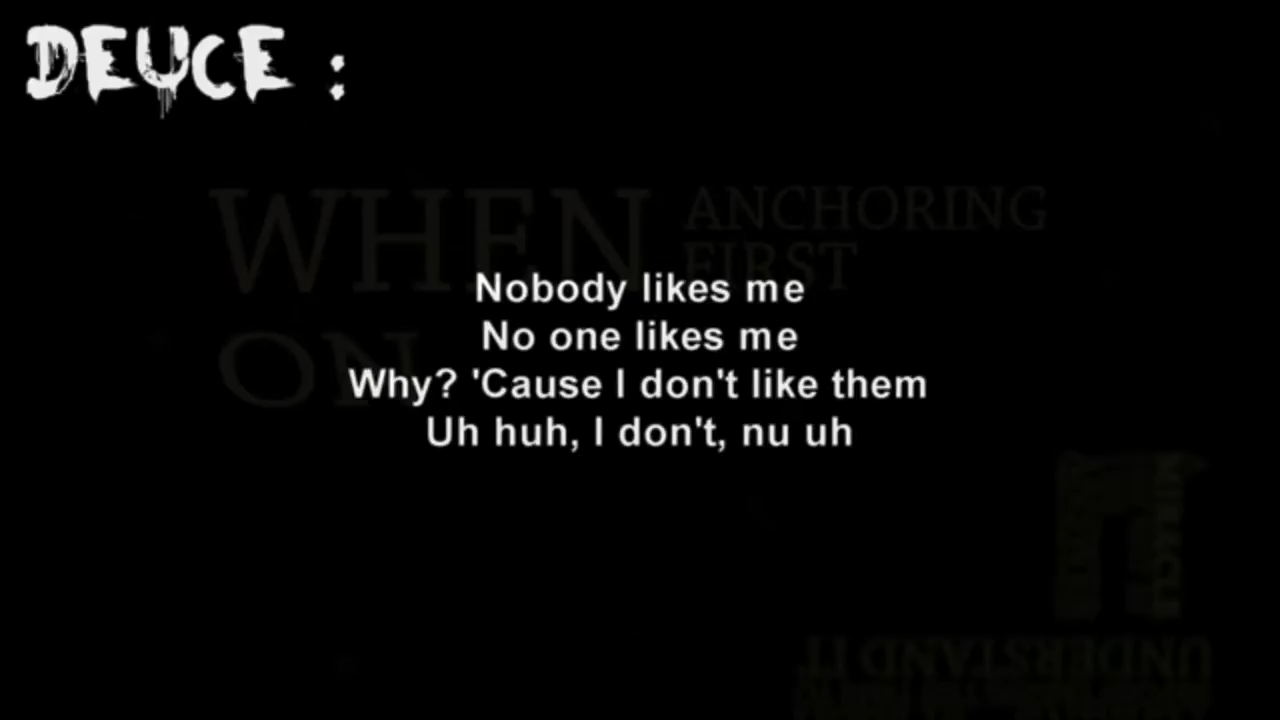 DEUCE :
WHEN ANCHORING
FIRST
Nobody likes me
No one likes me
ON
Why? 'Cause I don't like them
Uh huh, I don't, nu uh
MIRACLE
UNDERSTAND IT